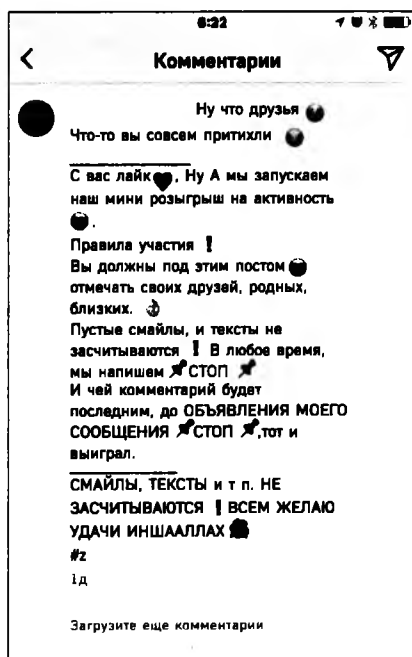 6:22
Комментарии
Ну что друзья
Что-то вы совсем притихли
С вас лайк🖤. Ну А мы запускаем
наш мини розыгрыш на активность
.
Правила участия ❗
Вы должны под этим постом
отмечать своих друзей, родных,
близких. 👌
Пустые смайлы, и тексты не
засчитываются ❗ В любое время,
мы напишем 📌СТОП 📌
И чей комментарий будет
последним, до ОБЪЯВЛЕНИЯ МОЕГО
СООБЩЕНИЯ 📌СТОП 📌,тот и
выиграл.
СМАЙЛЫ, ТЕКСТЫ и т п. НЕ
ЗАСЧИТЫВАЮТСЯ ❗ ВСЕМ ЖЕЛАЮ
УДАЧИ ИНШААЛЛАХ
#z
1д
Загрузите еще комментарии